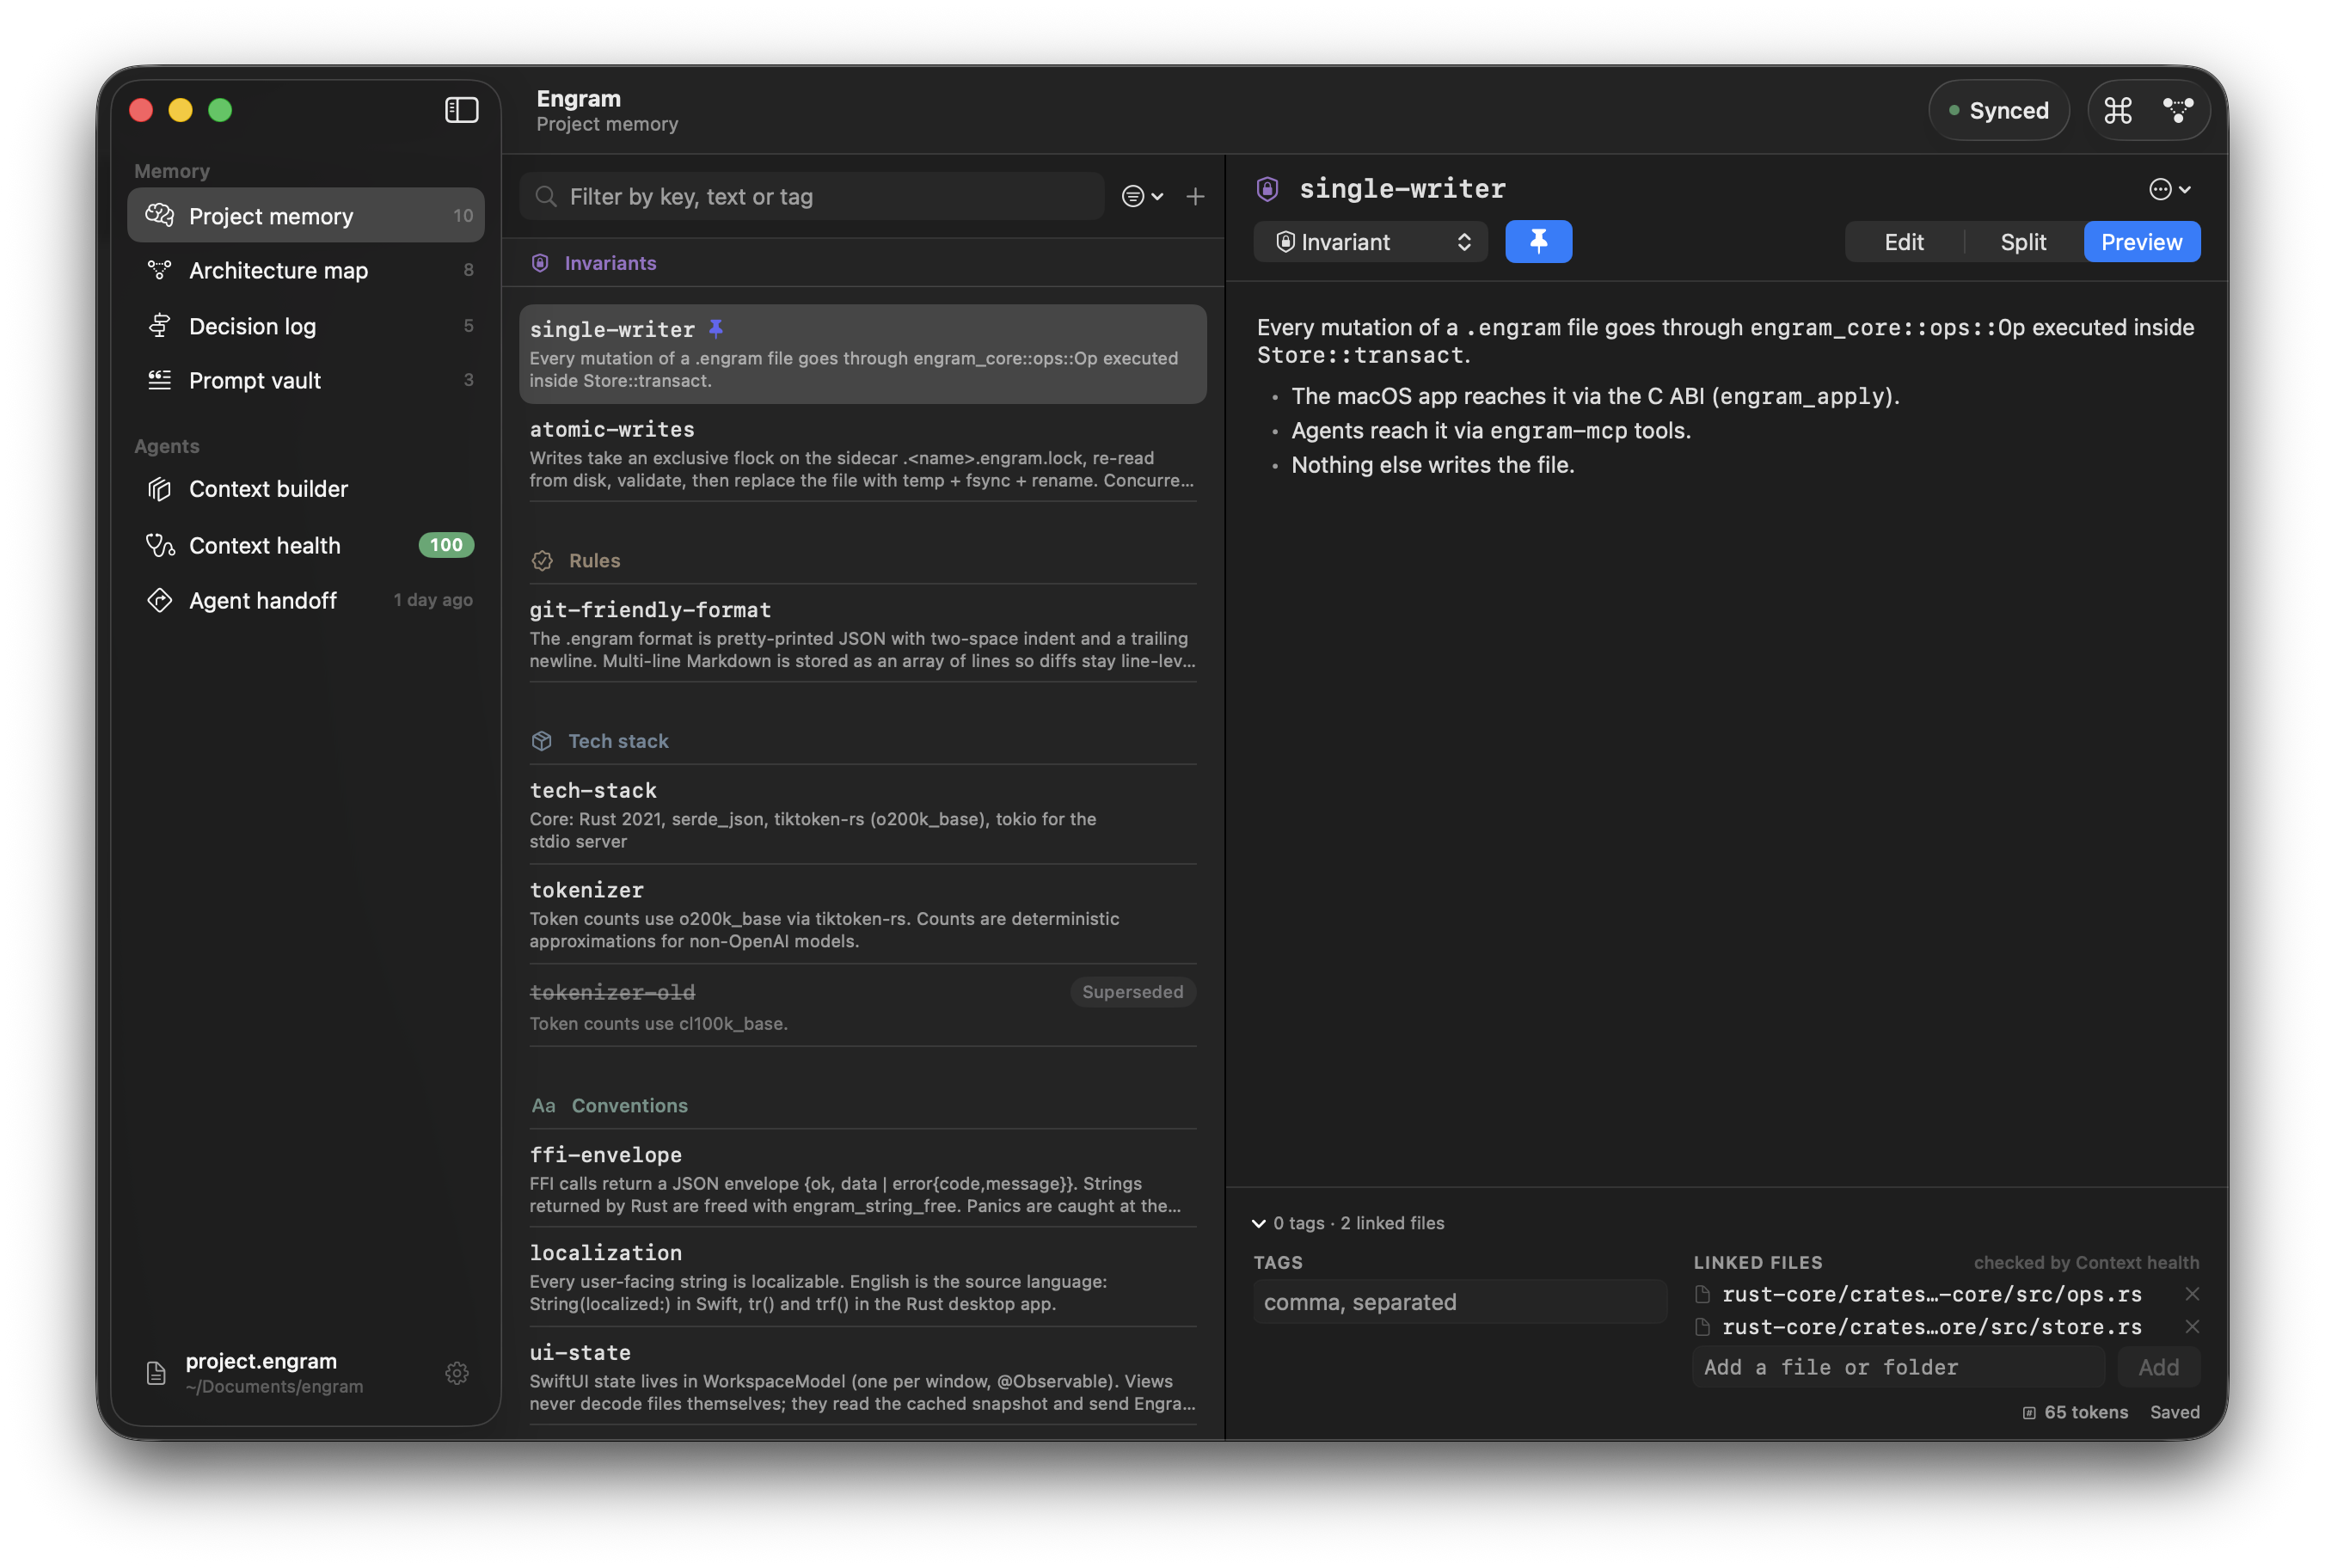 Engram
Project memory
Synced
Memory
Project memory 10
Architecture map 8
Decision log 5
Prompt vault 3
Agents
Context builder
Context health 100
Agent handoff 1 day ago
project.engram
~/Documents/engram
Filter by key, text or tag
Invariants
single-writer
Every mutation of a .engram file goes through engram_core::ops::Op executed
inside Store::transact.
atomic-writes
Writes take an exclusive flock on the sidecar .<name>.engram.lock, re-read
from disk, validate, then replace the file with temp + fsync + rename. Concurre...
Rules
git-friendly-format
The .engram format is pretty-printed JSON with two-space indent and a trailing
newline. Multi-line Markdown is stored as an array of lines so diffs stay line-lev...
Tech stack
tech-stack
Core: Rust 2021, serde_json, tiktoken-rs (o200k_base), tokio for the
stdio server
tokenizer
Token counts use o200k_base via tiktoken-rs. Counts are deterministic
approximations for non-OpenAI models.
tokenizer-old Superseded
Token counts use cl100k_base.
Aa Conventions
ffi-envelope
FFI calls return a JSON envelope {ok, data | error{code,message}}. Strings
returned by Rust are freed with engram_string_free. Panics are caught at the...
localization
Every user-facing string is localizable. English is the source language:
String(localized:) in Swift, tr() and trf() in the Rust desktop app.
ui-state
SwiftUI state lives in WorkspaceModel (one per window, @Observable). Views
never decode files themselves; they read the cached snapshot and send Engra...
single-writer
Invariant
Edit Split Preview
Every mutation of a .engram file goes through engram_core::ops::Op executed inside
Store::transact.
• The macOS app reaches it via the C ABI (engram_apply).
• Agents reach it via engram-mcp tools.
• Nothing else writes the file.
0 tags · 2 linked files
TAGS
comma, separated
LINKED FILES checked by Context health
rust-core/crates…-core/src/ops.rs
rust-core/crates…ore/src/store.rs
Add a file or folder Add
# 65 tokens Saved